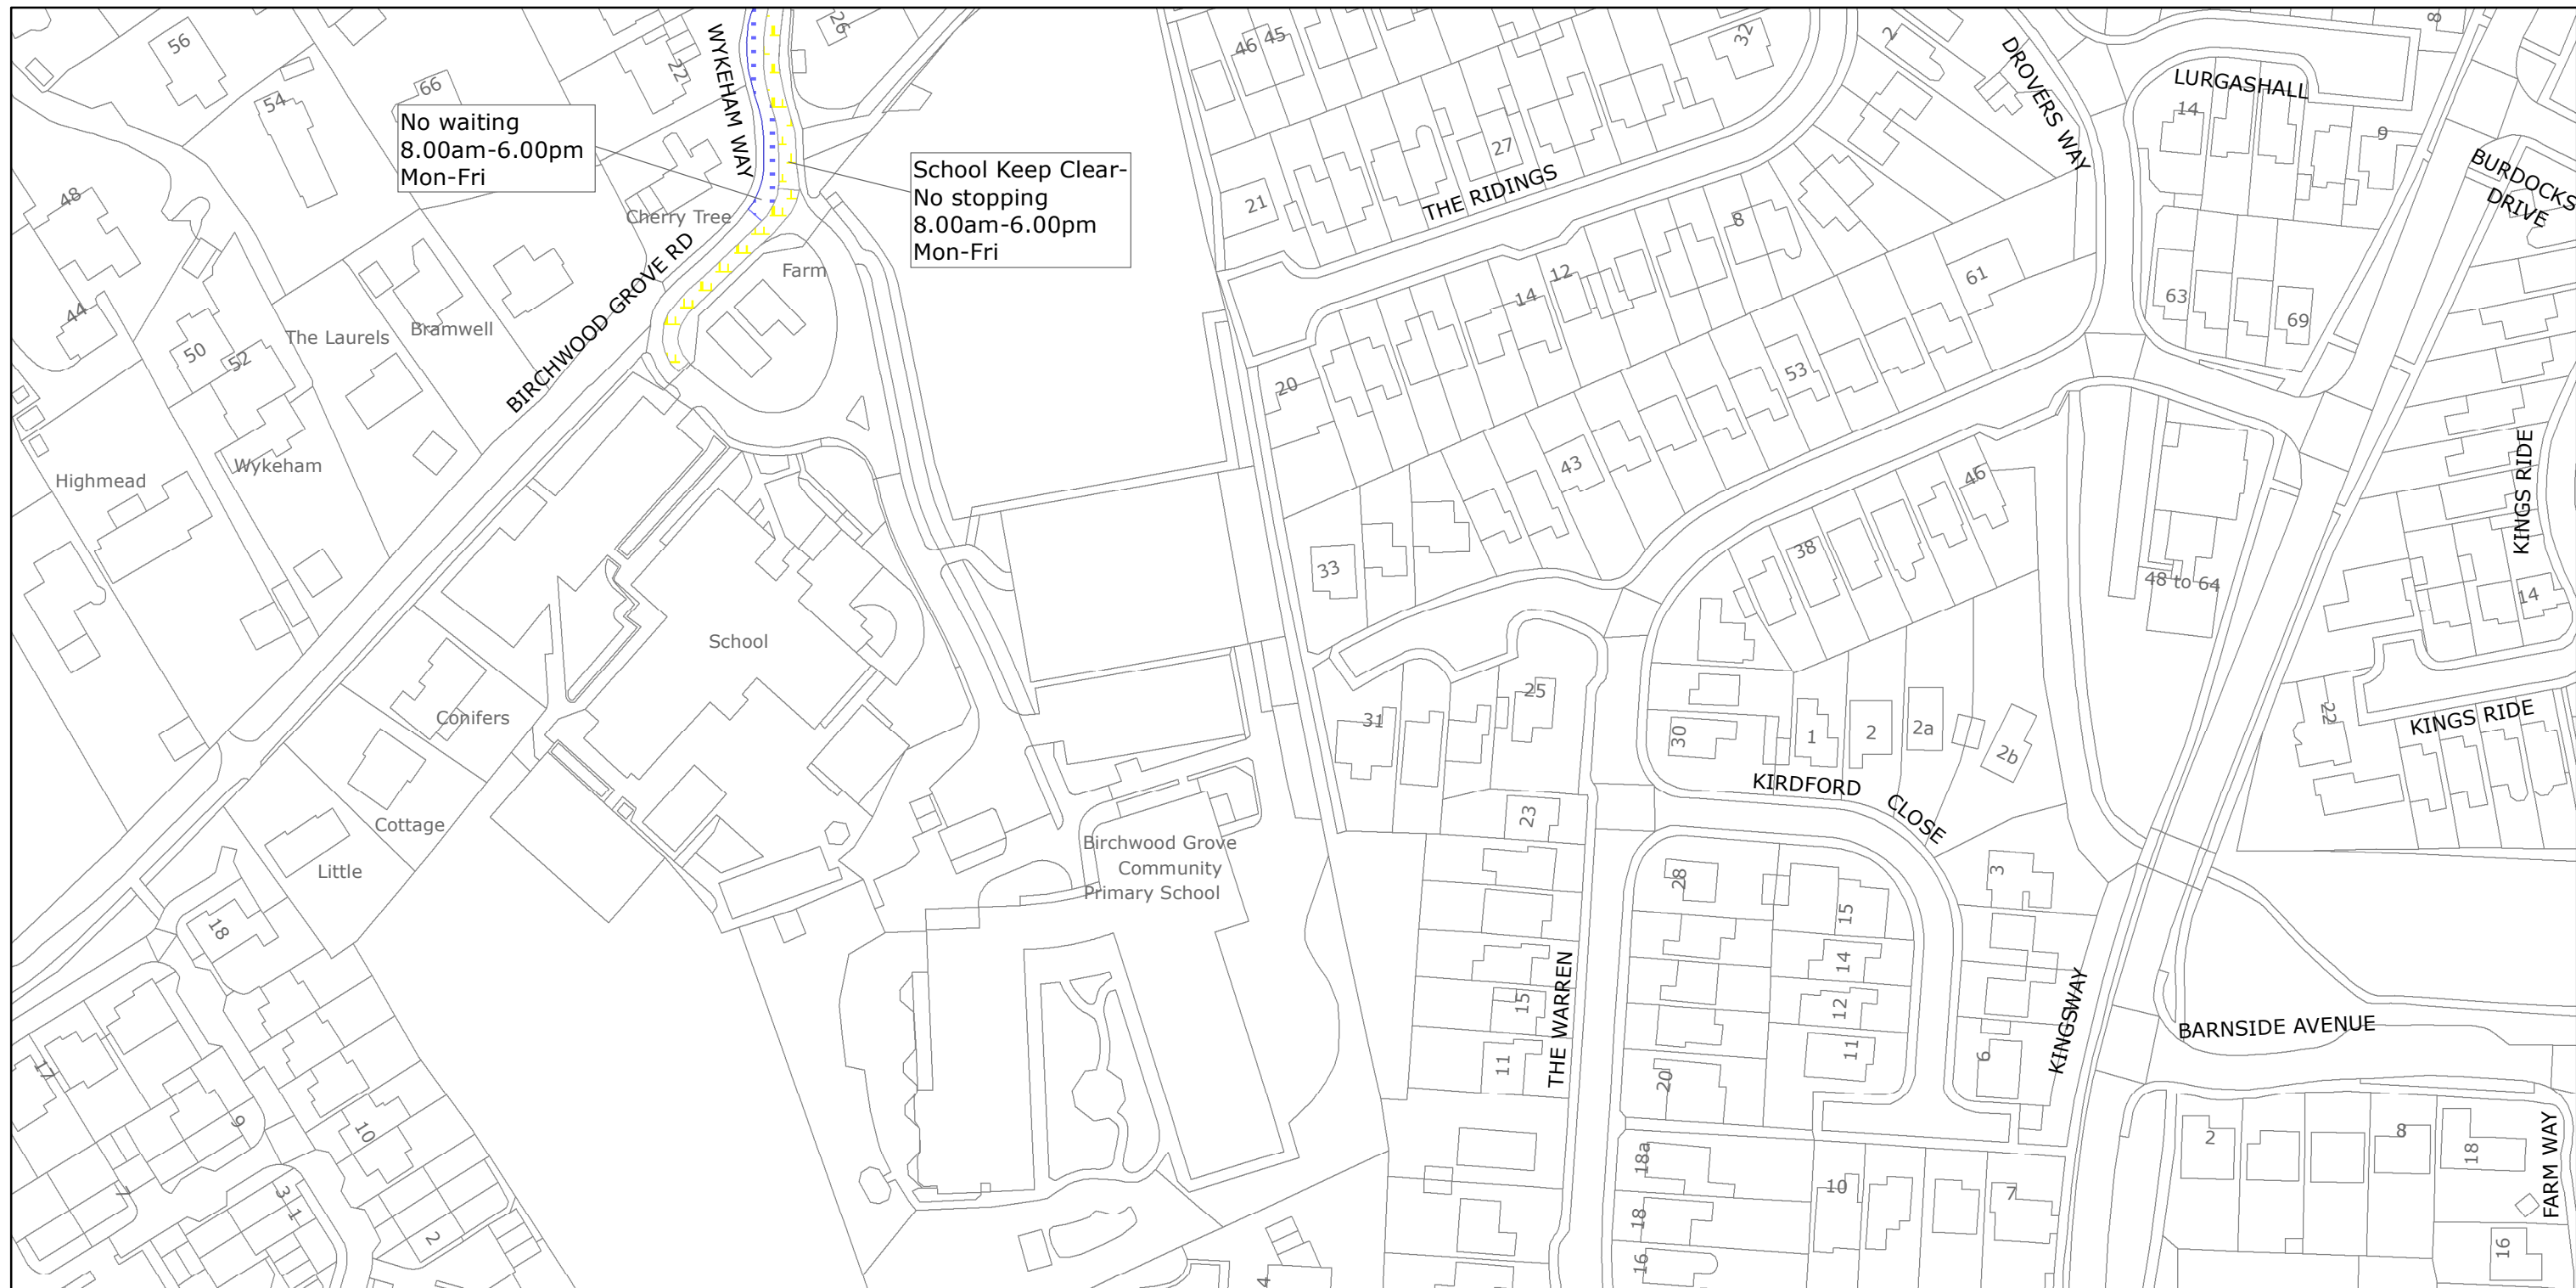 56
66
54
22
26
WYKEHAM WAY
No waiting
8.00am-6.00pm
Mon-Fri
School Keep Clear-
No stopping
8.00am-6.00pm
Mon-Fri
Cherry Tree
Farm
BIRCHWOOD GROVE RD
48
44
50
52
The Laurels
Bramwell
Highmead
Wykeham
School
Conifers
Cottage
Little
18
17
9
7
10
3
1
2
Birchwood Grove
Community
Primary School
46
45
32
2
27
21
THE RIDINGS
DROVERS WAY
LURGASHALL
14
9
8
BURDOCKS
DRIVE
8
12
14
20
61
63
69
53
43
33
46
38
48 to 64
KINGS RIDE
14
22
KINGS RIDE
25
31
30
1
2
2a
2b
KIRDFORD
CLOSE
23
28
15
3
14
12
11
15
11
20
6
THE WARREN
KINGSWAY
BARNSIDE AVENUE
18a
18
16
10
7
2
8
18
16
FARM WAY
4